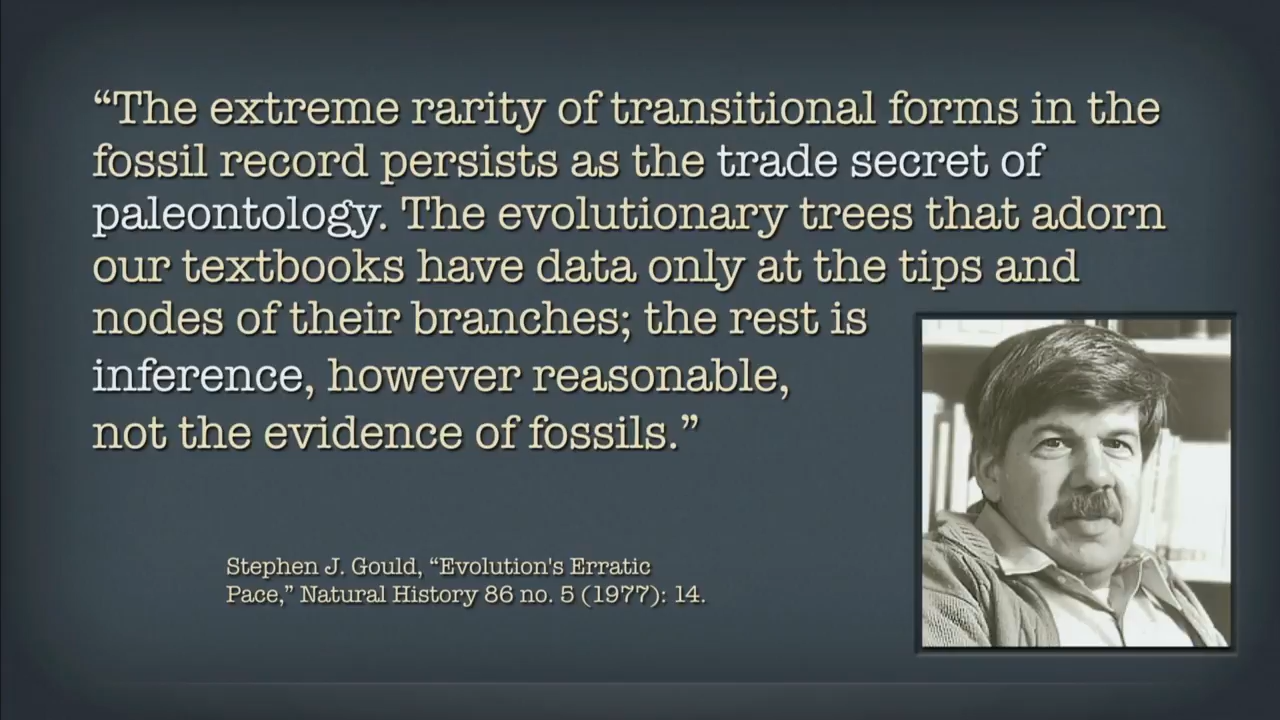 “The extreme rarity of transitional forms in the
fossil record persists as the trade secret of
paleontology. The evolutionary trees that adorn
our textbooks have data only at the tips and
nodes of their branches; the rest is
inference, however reasonable,
not the evidence of fossils.”
Stephen J. Gould, “Evolution's Erratic
Pace,” Natural History 86 no. 5 (1977): 14.